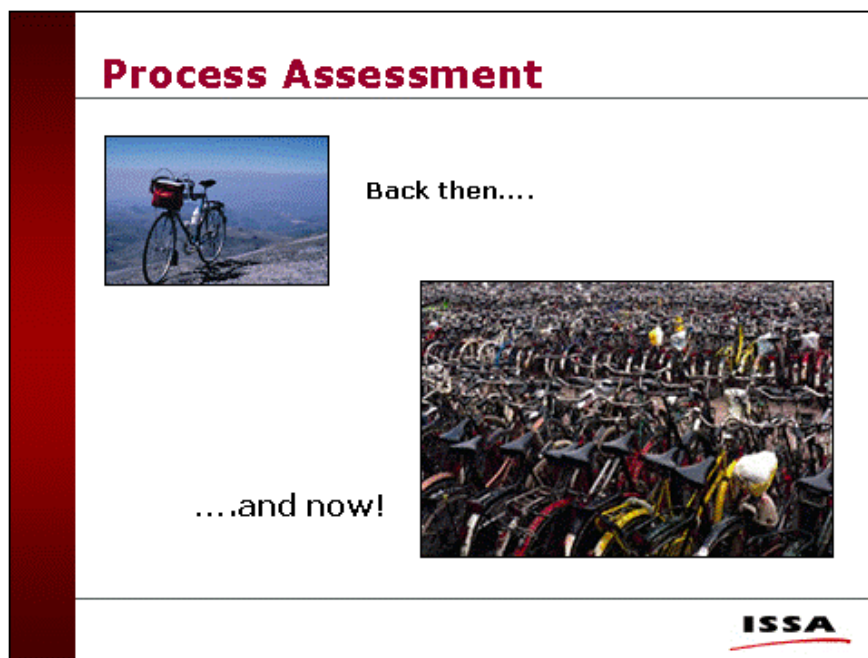 Process Assessment
Back then....
....and now!
ISSA